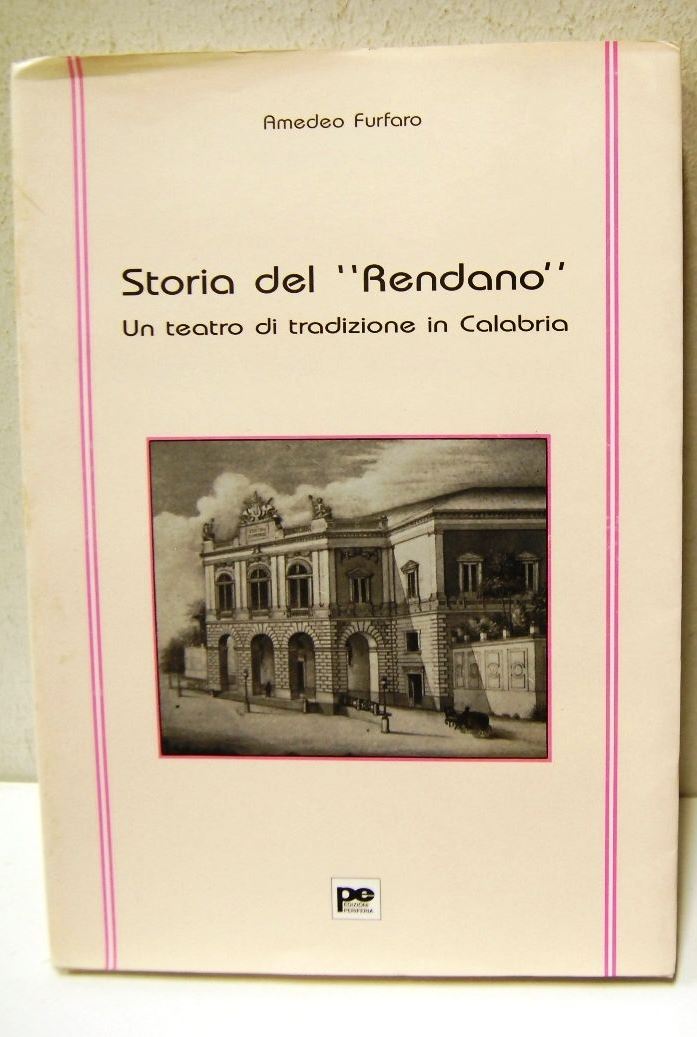 Amedeo Furfaro
Storia del "Rendano"
Un teatro di tradizione in Calabria
pe
EDIZIONI
PERIFERIA